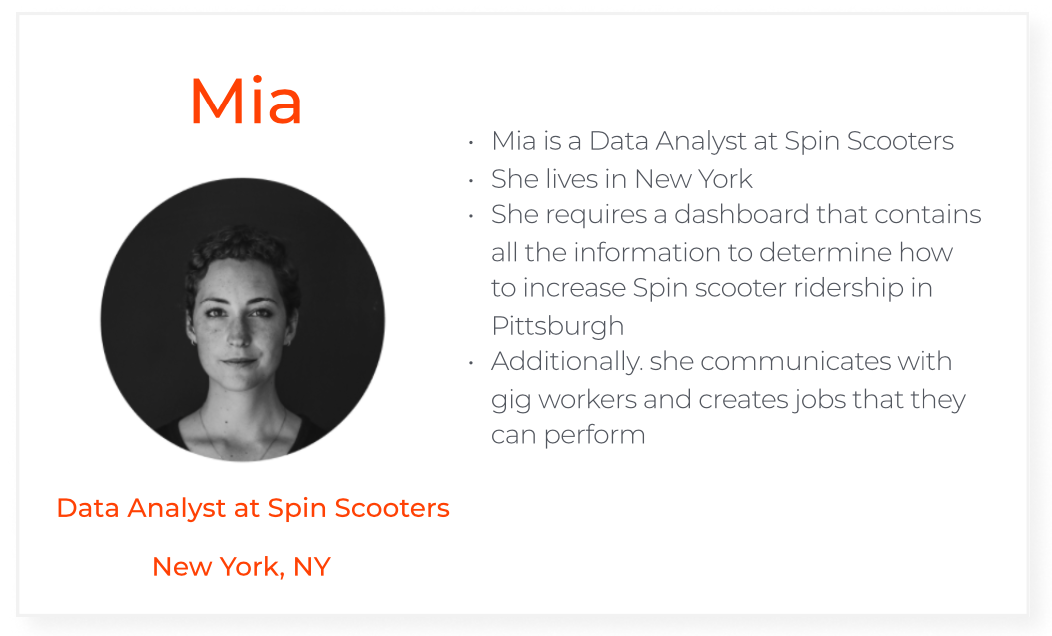 Mia
• Mia is a Data Analyst at Spin Scooters
• She lives in New York
• She requires a dashboard that contains
all the information to determine how
to increase Spin scooter ridership in
Pittsburgh
• Additionally. she communicates with
gig workers and creates jobs that they
can perform
Data Analyst at Spin Scooters
New York, NY